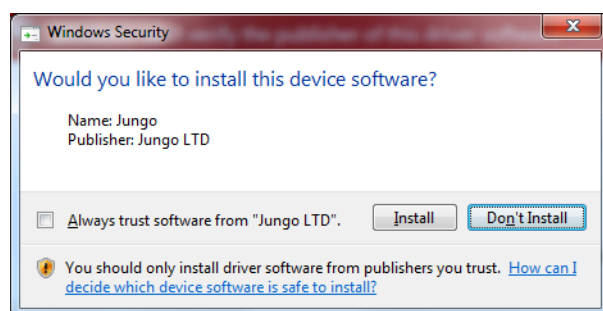 Windows Security
Would you like to install this device software?
Name: Jungo
Publisher: Jungo LTD
Always trust software from "Jungo LTD".
Install
Don't Install
You should only install driver software from publishers you trust. How can I
decide which device software is safe to install?